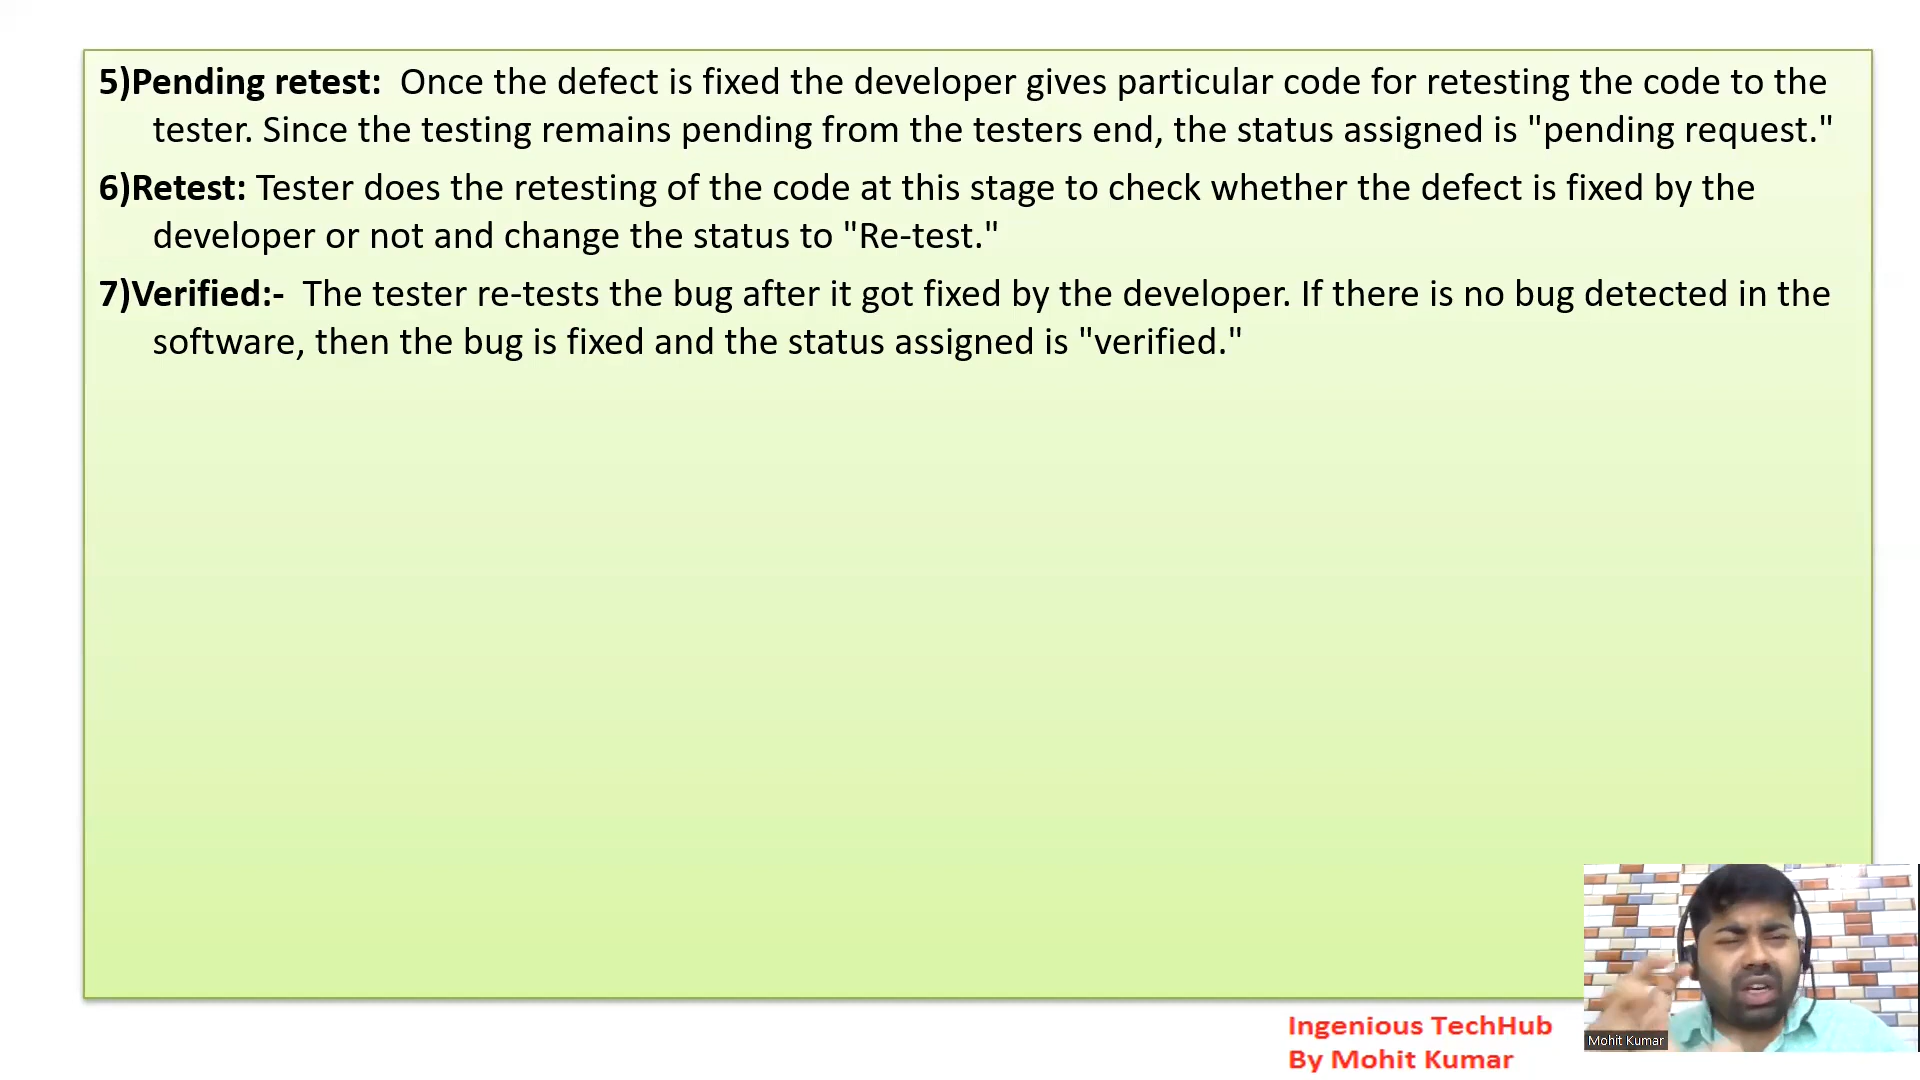 5)Pending retest: Once the defect is fixed the developer gives particular code for retesting the code to the
tester. Since the testing remains pending from the testers end, the status assigned is "pending request."
6)Retest: Tester does the retesting of the code at this stage to check whether the defect is fixed by the
developer or not and change the status to "Re-test."
7)Verified:- The tester re-tests the bug after it got fixed by the developer. If there is no bug detected in the
software, then the bug is fixed and the status assigned is "verified."
Ingenious TechHub
By Mohit Kumar
Mohit Kumar